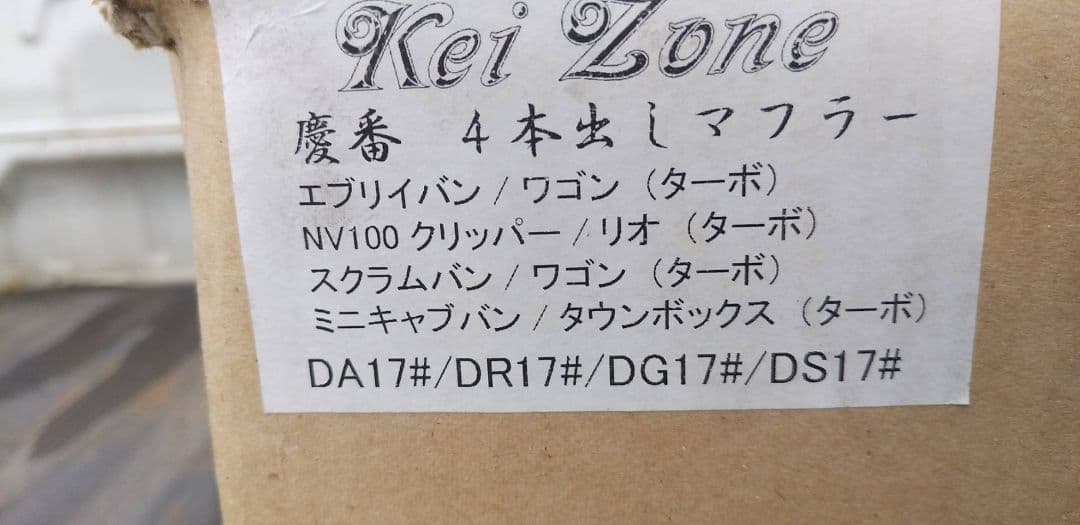 Kei Zone
慶番 4本出しマフラー
エブリイバン / ワゴン（ターボ）
NV100 クリッパー / リオ（ターボ）
スクラムバン / ワゴン（ターボ）
ミニキャブバン / タウンボックス（ターボ）
DA17#/DR17#/DG17#/DS17#